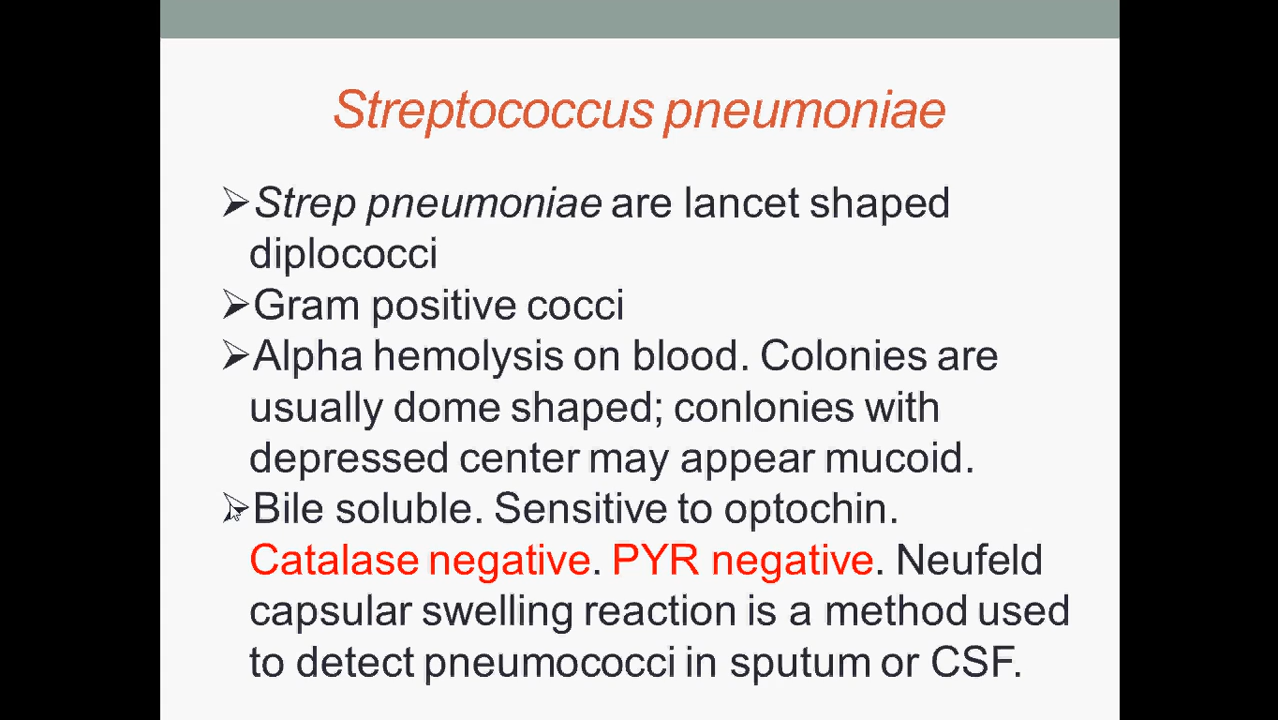 Streptococcus pneumoniae
➢Strep pneumoniae are lancet shaped
diplococci
➢Gram positive cocci
➢Alpha hemolysis on blood. Colonies are
usually dome shaped; conlonies with
depressed center may appear mucoid.
➢Bile soluble. Sensitive to optochin.
Catalase negative. PYR negative. Neufeld
capsular swelling reaction is a method used
to detect pneumococci in sputum or CSF.